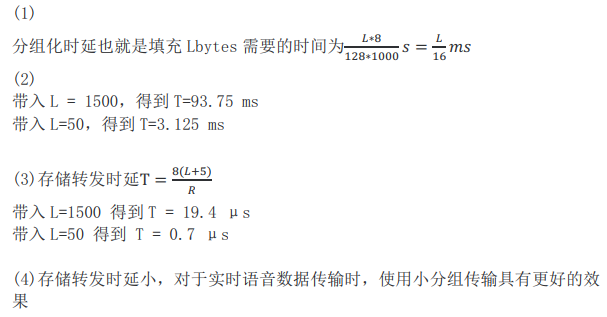 (1)
分组化时延也就是填充 Lbytes 需要的时间为 $\frac{L*8}{128*1000}s = \frac{L}{16}ms$
(2)
带入 L = 1500，得到 T=93.75 ms
带入 L=50，得到 T=3.125 ms
(3)存储转发时延T = $\frac{8(L+5)}{R}$
带入 L=1500 得到 T = 19.4 μs
带入 L=50 得到 T = 0.7 μs
(4)存储转发时延小，对于实时语音数据传输时，使用小分组传输具有更好的效
果